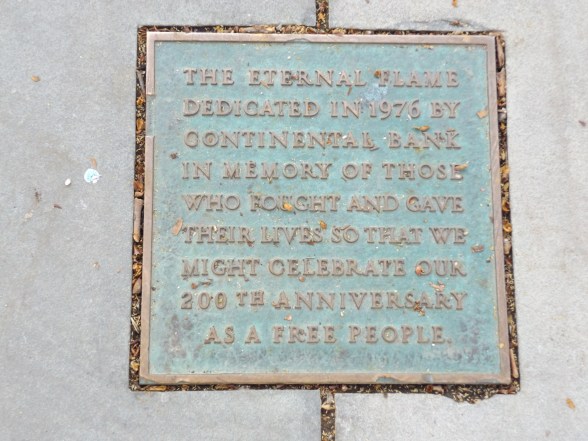 THE ETERNAL FLAME
DEDICATED IN 1976 BY
CONTINENTAL BANK
IN MEMORY OF THOSE
WHO FOUGHT AND GAVE
THEIR LIVES SO THAT WE
MIGHT CELEBRATE OUR
200 TH ANNIVERSARY
AS A FREE PEOPLE.